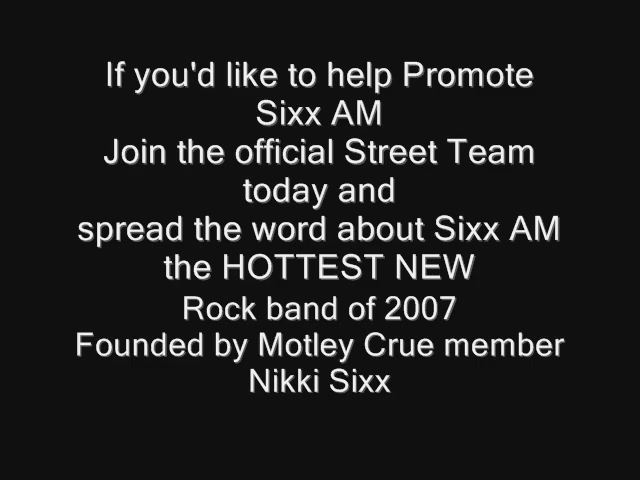 If you'd like to help Promote
Sixx AM
Join the official Street Team
today and
spread the word about Sixx AM
the HOTTEST NEW
Rock band of 2007
Founded by Motley Crue member
Nikki Sixx